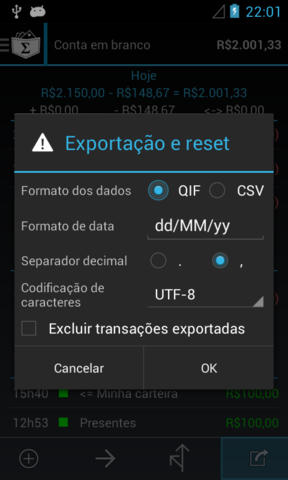 22:01
Conta em branco R$2.001,33
Hoje
R$2.150,00 - R$148,67 = R$2.001,33
+ R$0,00 - R$148,67 <-> R$0,00
Exportação e reset
Formato dos dados QIF CSV
Formato de data dd/MM/yy
Separador decimal . ,
Codificação de
caracteres UTF-8
Excluir transações exportadas
Cancelar OK
15h40 <= Minha carteira R$100,00
12h53 Presentes R$100,00